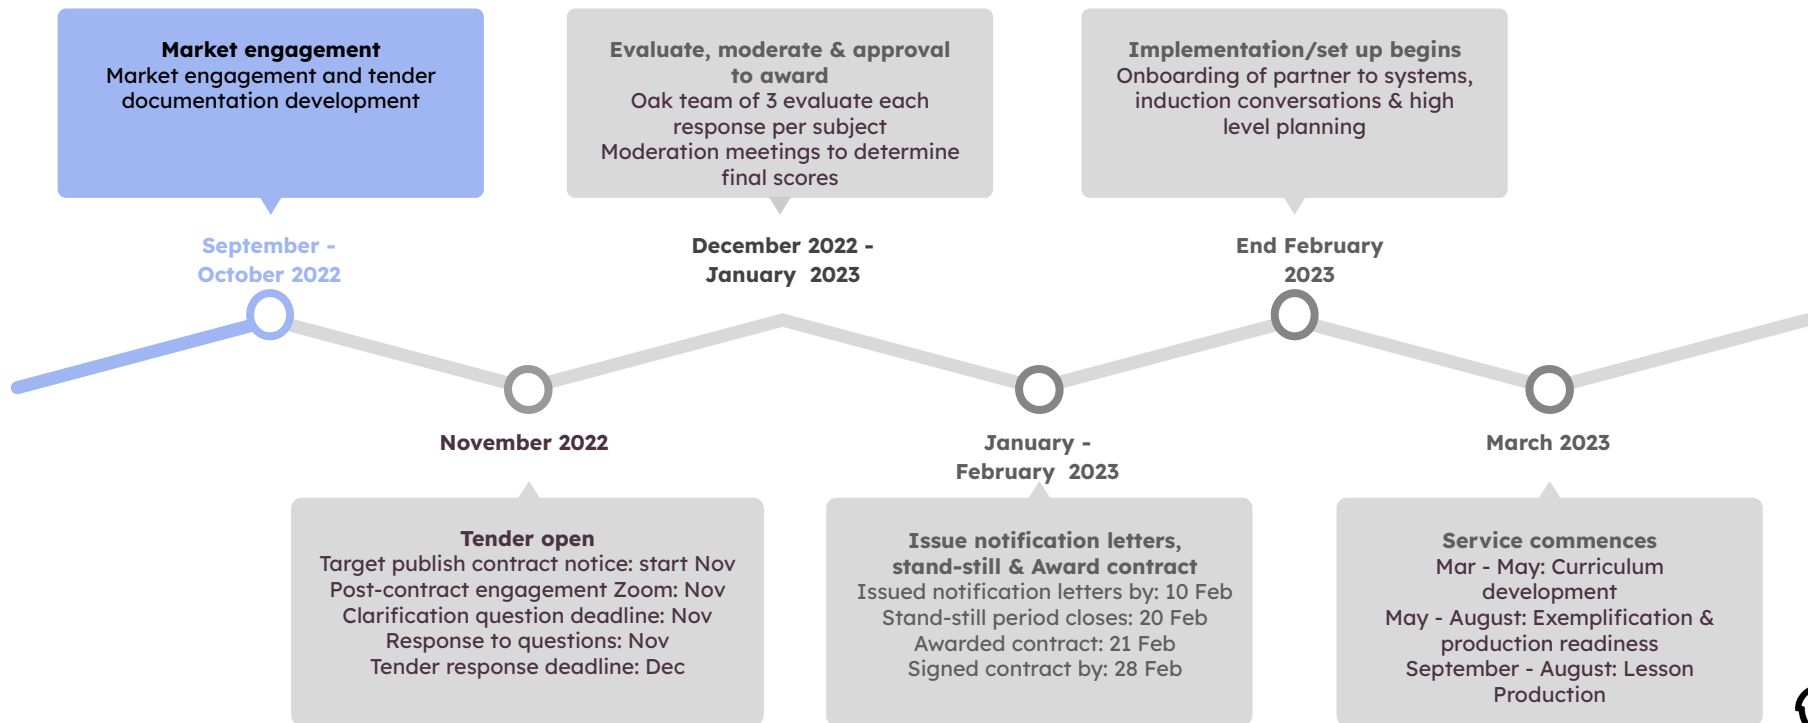 Market engagement
Market engagement and tender
documentation development
September -
October 2022
November 2022
Tender open
Target publish contract notice: start Nov
Post-contract engagement Zoom: Nov
Clarification question deadline: Nov
Response to questions: Nov
Tender response deadline: Dec
Evaluate, moderate & approval
to award
Oak team of 3 evaluate each
response per subject
Moderation meetings to determine
final scores
December 2022 -
January 2023
January -
February 2023
Issue notification letters,
stand-still & Award contract
Issued notification letters by: 10 Feb
Stand-still period closes: 20 Feb
Awarded contract: 21 Feb
Signed contract by: 28 Feb
Implementation/set up begins
Onboarding of partner to systems,
induction conversations & high
level planning
End February
2023
March 2023
Service commences
Mar - May: Curriculum
development
May - August: Exemplification &
production readiness
September - August: Lesson
Production